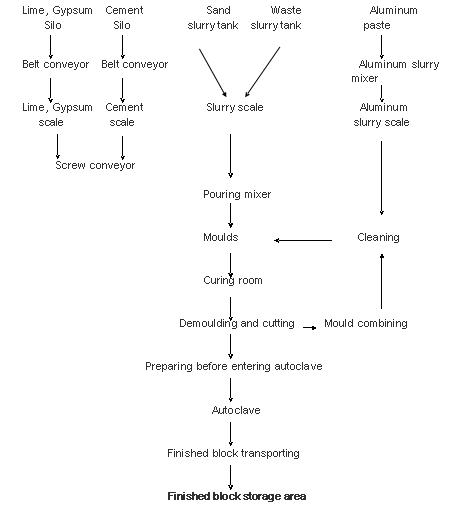 Lime, Gypsum
Silo
Cement
Silo
Sand
slurry tank
Waste
slurry tank
Aluminum
paste
Belt conveyor
Belt conveyor
Aluminum slurry
mixer
Lime, Gypsum
scale
Cement
scale
Slurry scale
Aluminum
slurry scale
Screw conveyor
Pouring mixer
Moulds
Cleaning
Curing room
Demoulding and cutting
Mould combining
Preparing before entering autoclave
Autoclave
Finished block transporting
Finished block storage area